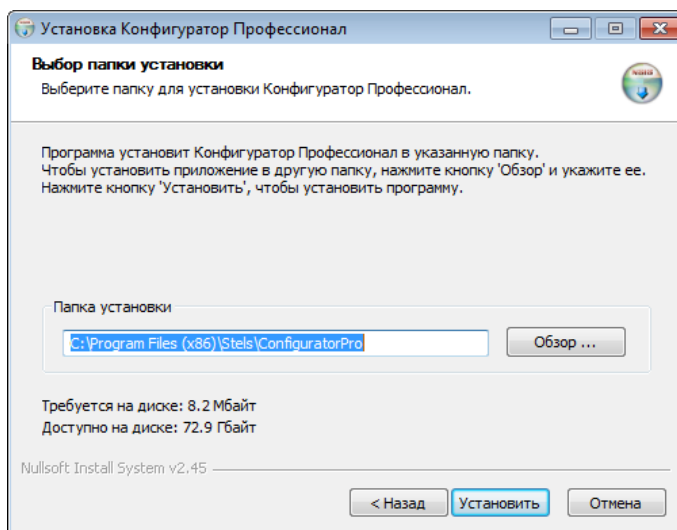 Установка Конфигуратор Профессионал
Выбор папки установки
Выберите папку для установки Конфигуратор Профессионал.
Программа установит Конфигуратор Профессионал в указанную папку.
Чтобы установить приложение в другую папку, нажмите кнопку 'Обзор' и укажите ее.
Нажмите кнопку 'Установить', чтобы установить программу.
Папка установки
C:\Program Files (x86)\Stels\ConfiguratorPro
Обзор ...
Требуется на диске: 8.2 Мбайт
Доступно на диске: 72.9 Гбайт
Nullsoft Install System v2.45
< Назад
Установить
Отмена